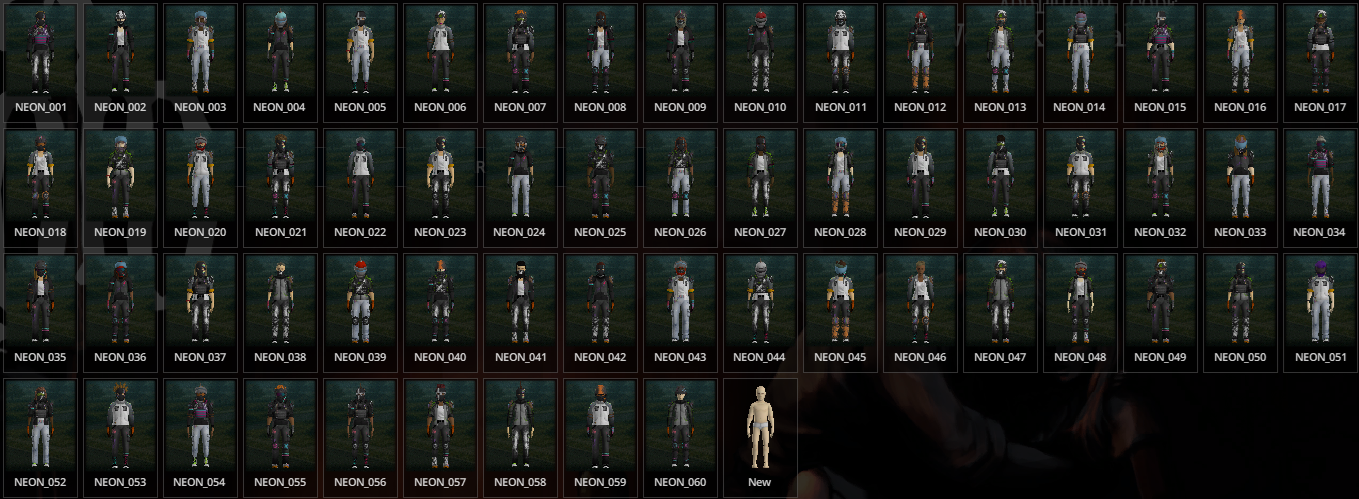 NEON_001 NEON_002 NEON_003 NEON_004 NEON_005 NEON_006 NEON_007 NEON_008 NEON_009 NEON_010 NEON_011 NEON_012 NEON_013 NEON_014 NEON_015 NEON_016 NEON_017
NEON_018 NEON_019 NEON_020 NEON_021 NEON_022 NEON_023 NEON_024 NEON_025 NEON_026 NEON_027 NEON_028 NEON_029 NEON_030 NEON_031 NEON_032 NEON_033 NEON_034
NEON_035 NEON_036 NEON_037 NEON_038 NEON_039 NEON_040 NEON_041 NEON_042 NEON_043 NEON_044 NEON_045 NEON_046 NEON_047 NEON_048 NEON_049 NEON_050 NEON_051
NEON_052 NEON_053 NEON_054 NEON_055 NEON_056 NEON_057 NEON_058 NEON_059 NEON_060 New